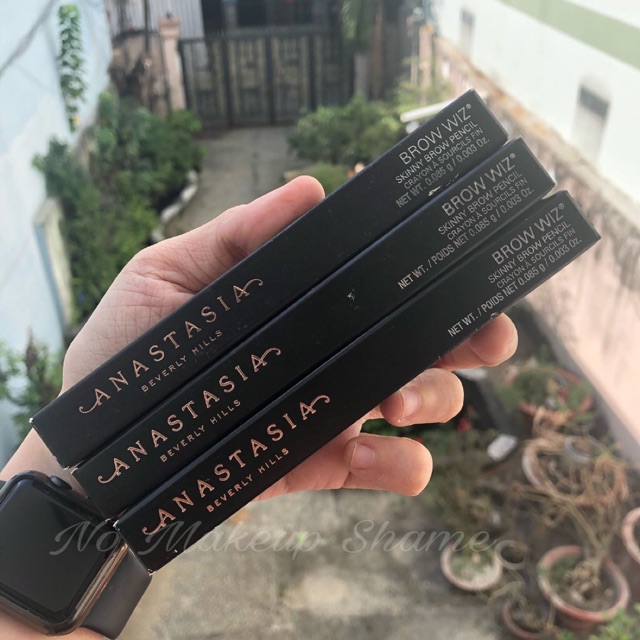 ANASTASIA
BEVERLY HILLS
BROW WIZ®
SKINNY BROW PENCIL
CRAYON À SOURCILS FIN
NET WT. 0.085 g / 0.003 Oz.
ANASTASIA
BEVERLY HILLS
BROW WIZ®
SKINNY BROW PENCIL
CRAYON À SOURCILS FIN
NET WT. / POIDS NET 0.085 g / 0.003 Oz.
ANASTASIA
BEVERLY HILLS
BROW WIZ®
SKINNY BROW PENCIL
CRAYON À SOURCILS FIN
NET WT. / POIDS NET 0.085 g / 0.003 Oz.
No Makeup Shame